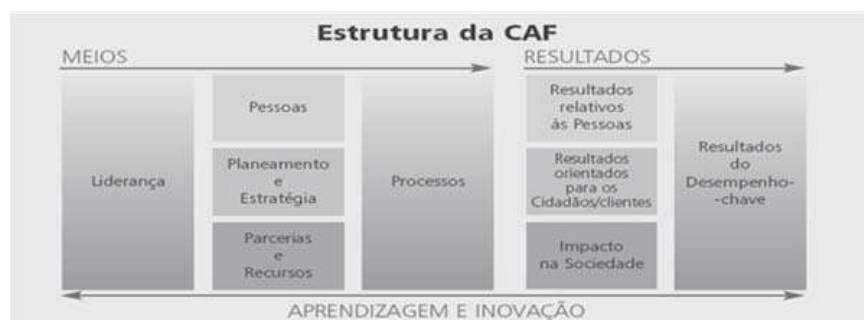 Estrutura da CAF
MEIOS
RESULTADOS
Liderança
Pessoas
Planeamento
e
Estratégia
Parcerias
e
Recursos
Processos
Resultados
relativos
ás Pessoas
Resultados
orientados
para os
Cidadãos/clientes
Impacto
na Sociedade
Resultados
do
Desempenho-
-chave
APRENDIZAGEM E INOVAÇÃO